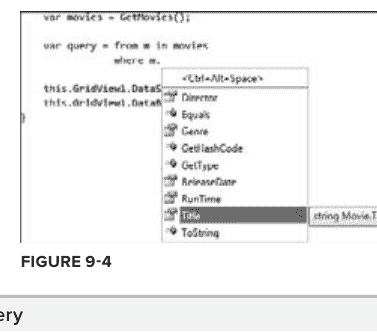 var movies = GetMovies();
var query = from m in movies
where m.
<Ctrl+Alt+Space>
this.GridView1.DataS
Director
this.GridView1.DataB
Equals
}
Genre
GetHashCode
GetType
ReleaseDate
RunTime
Title
string Movie.T
ToString
FIGURE 9-4
ery